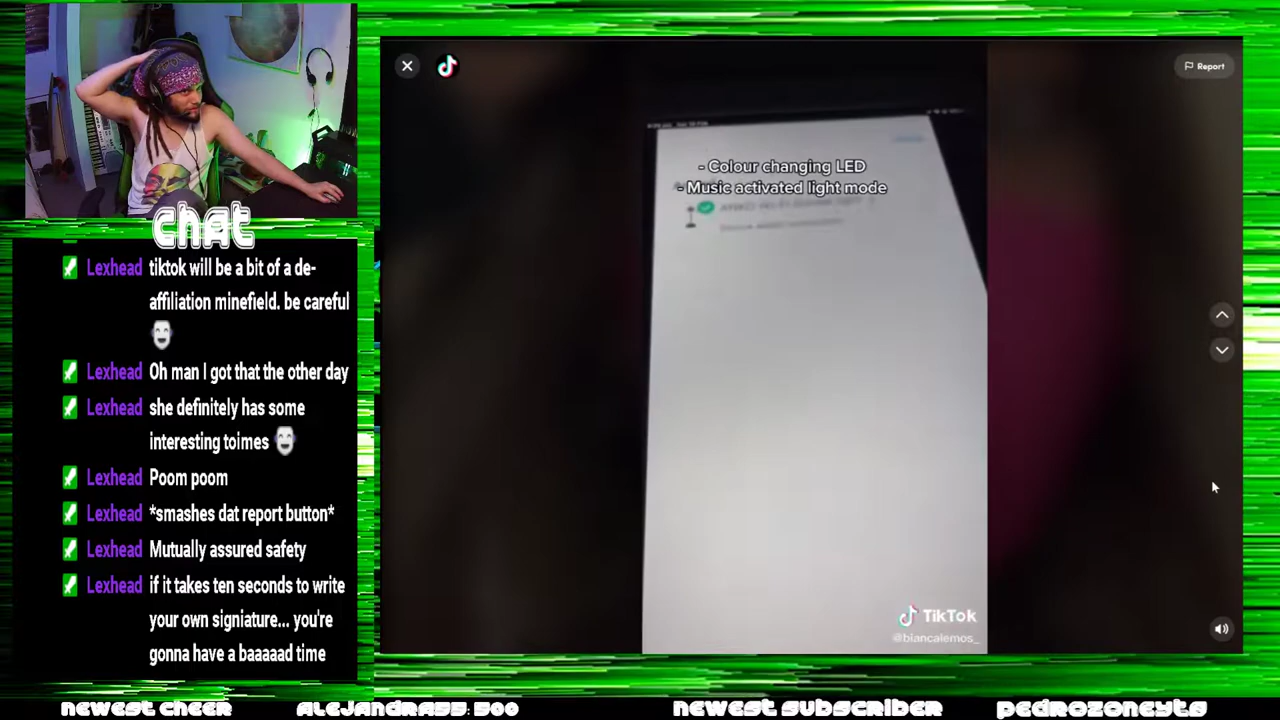 CHAT
Lexhead tiktok will be a bit of a de-
affiliation minefield. be careful
Lexhead Oh man I got that the other day
Lexhead she definitely has some
interesting toimes
Lexhead Poom poom
Lexhead *smashes dat report button*
Lexhead Mutually assured safety
Lexhead if it takes ten seconds to write
your own signiature... you're
gonna have a baaaaad time
Report
- Colour changing LED
- Music activated light mode
TikTok
@biancalemos_
NEWEST CHEER
ALEJANDRA55: 500
NEWEST SUBSCRIBER
PEDROZONEYTS